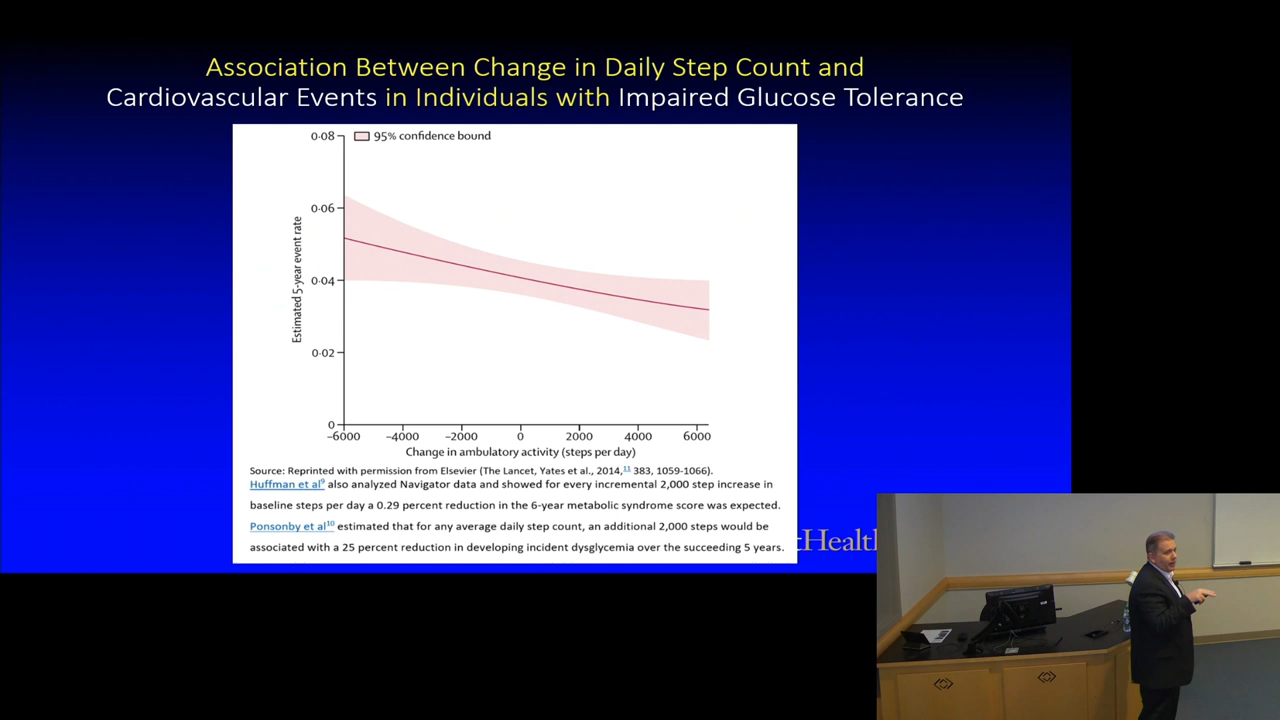 Association Between Change in Daily Step Count and
Cardiovascular Events in Individuals with Impaired Glucose Tolerance
0·08
95% confidence bound
0·06
0·04
0·02
0
Estimated 5-year event rate
–6000 –4000 –2000 0 2000 4000 6000
Change in ambulatory activity (steps per day)
Source: Reprinted with permission from Elsevier (The Lancet, Yates et al., 2014,11 383, 1059-1066).
Huffman et al9 also analyzed Navigator data and showed for every incremental 2,000 step increase in
baseline steps per day a 0.29 percent reduction in the 6-year metabolic syndrome score was expected.
Ponsonby et al10 estimated that for any average daily step count, an additional 2,000 steps would be
associated with a 25 percent reduction in developing incident dysglycemia over the succeeding 5 years.